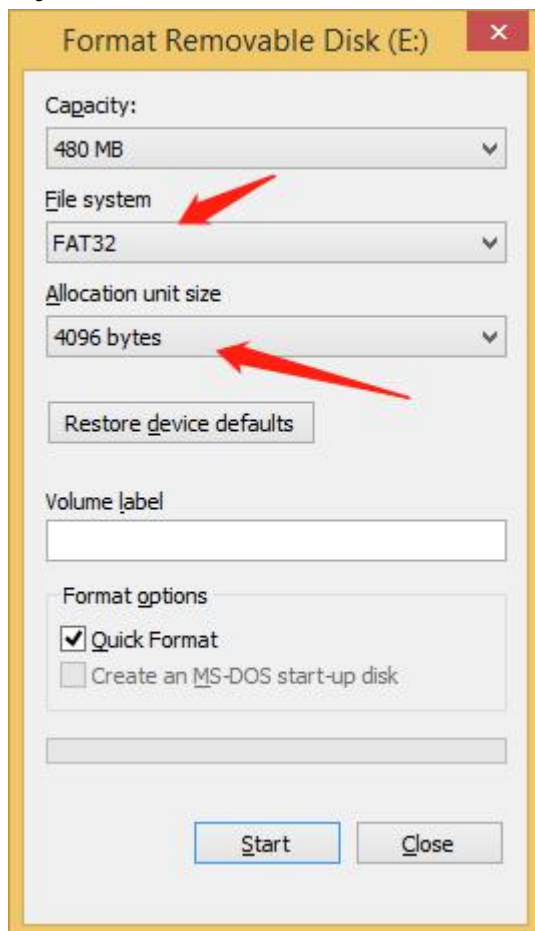 Format Removable Disk (E:)
Capacity:
480 MB
File system
FAT32
Allocation unit size
4096 bytes
Restore device defaults
Volume label
Format options
Quick Format
Create an MS-DOS start-up disk
Start
Close